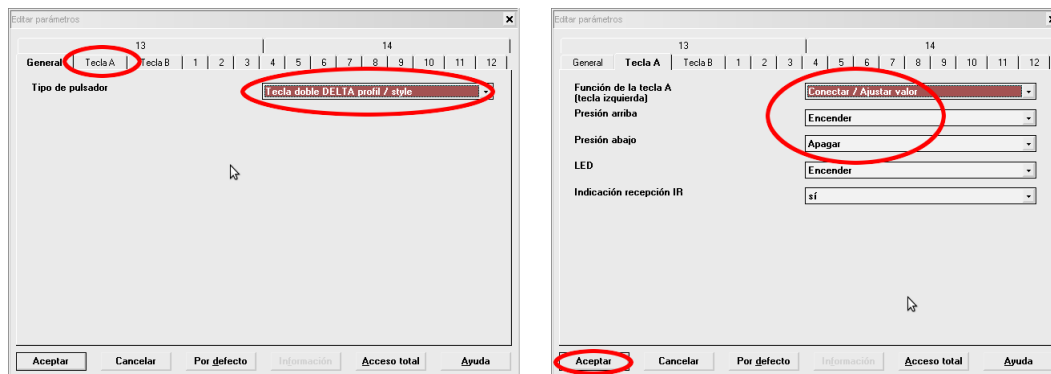 Editar parámetros
13 14
General Tecla A Tecla B 1 2 3 4 5 6 7 8 9 10 11 12
Tipo de pulsador Tecla doble DELTA profil / style
Aceptar Cancelar Por defecto Información Acceso total Ayuda
Editar parámetros
13 14
General Tecla A Tecla B 1 2 3 4 5 6 7 8 9 10 11 12
Función de la tecla A Conectar / Ajustar valor
(tecla izquierda)
Presión arriba Encender
Presión abajo Apagar
LED Encender
Indicación recepción IR sí
Aceptar Cancelar Por defecto Información Acceso total Ayuda